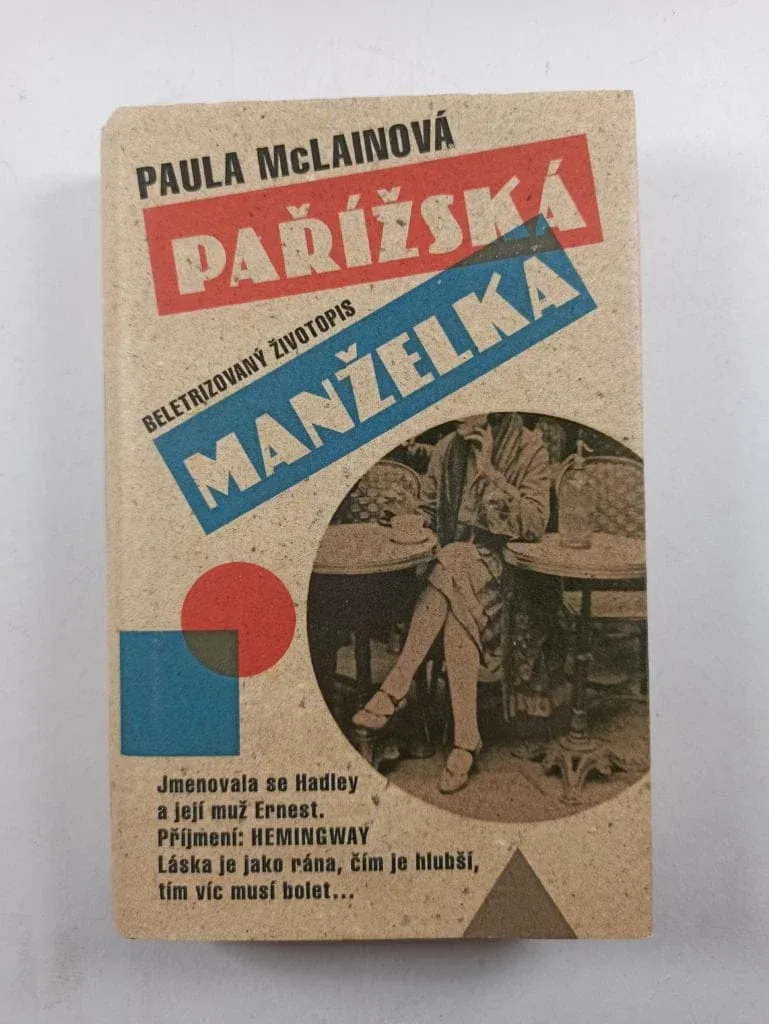 PAULA McLAINOVÁ
PAŘÍŽSKÁ
BELETRIZOVANÝ ŽIVOTOPIS
MANŽELKA
Jmenovala se Hadley
a její muž Ernest.
Příjmení: HEMINGWAY
Láska je jako rána, čím je hlubší,
tím víc musí bolet...